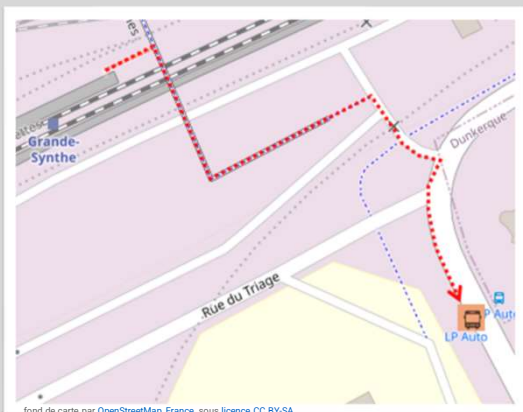 ettes
Grande-
Synthe
Dunkerque
Rue du Triage
P Auto
LP Auto
fond de carte par OpenStreetMap France, sous licence CC BY-SA